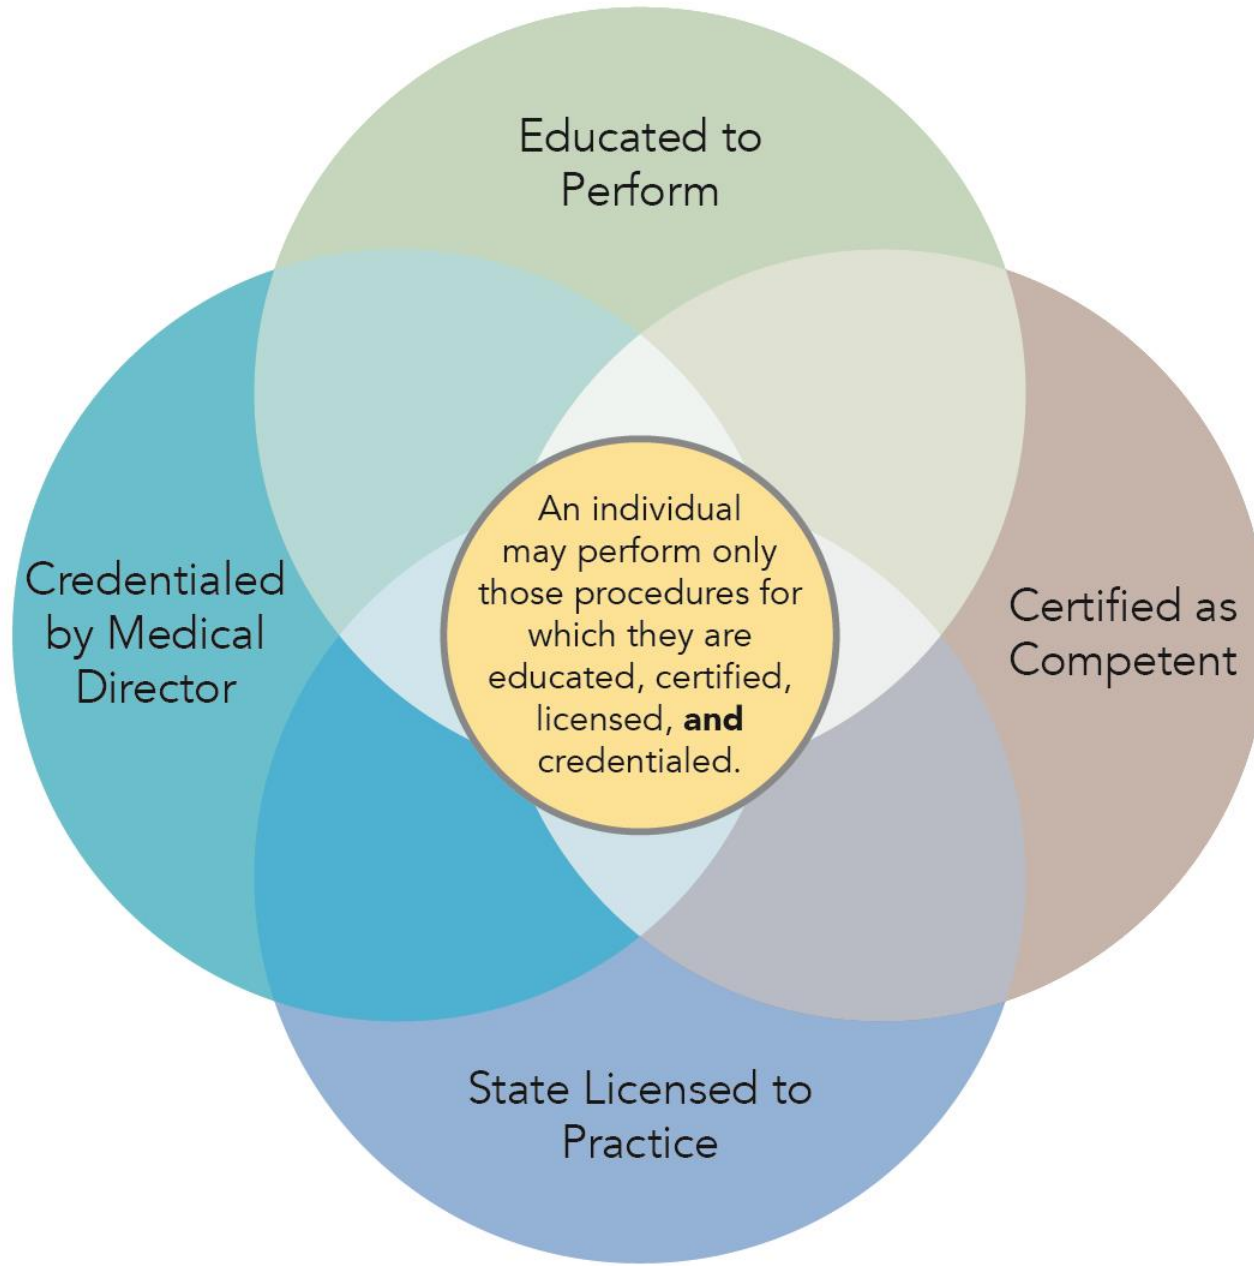 Educated to
Perform
Credentialed
by Medical
Director
An individual
may perform only
those procedures for
which they are
educated, certified,
licensed, and
credentialed.
Certified as
Competent
State Licensed to
Practice